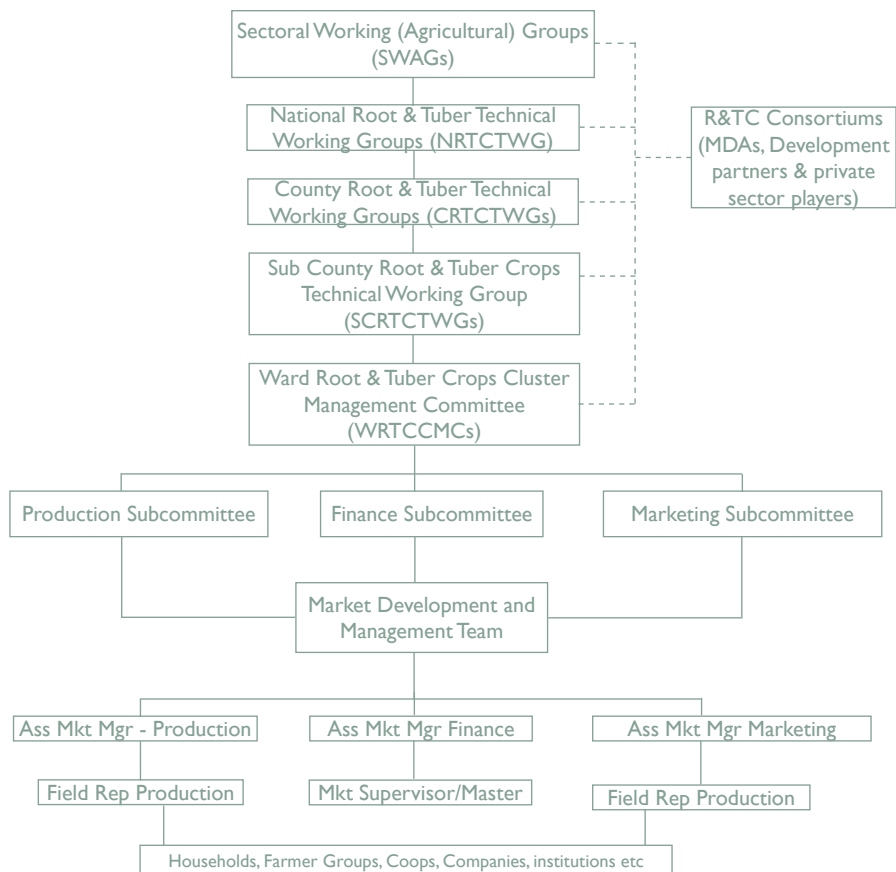 Sectoral Working (Agricultural) Groups
(SWAGs)
National Root & Tuber Technical
Working Groups (NRTCTWG)
R&TC Consortiums
(MDAs, Development
partners & private
sector players)
County Root & Tuber Technical
Working Groups (CRTCTWGs)
Sub County Root & Tuber Crops
Technical Working Group
(SCRTCTWGs)
Ward Root & Tuber Crops Cluster
Management Committee
(WRTCCMCs)
Production Subcommittee
Finance Subcommittee
Marketing Subcommittee
Market Development and
Management Team
Ass Mkt Mgr - Production
Ass Mkt Mgr Finance
Ass Mkt Mgr Marketing
Field Rep Production
Mkt Supervisor/Master
Field Rep Production
Households, Farmer Groups, Coops, Companies, institutions etc